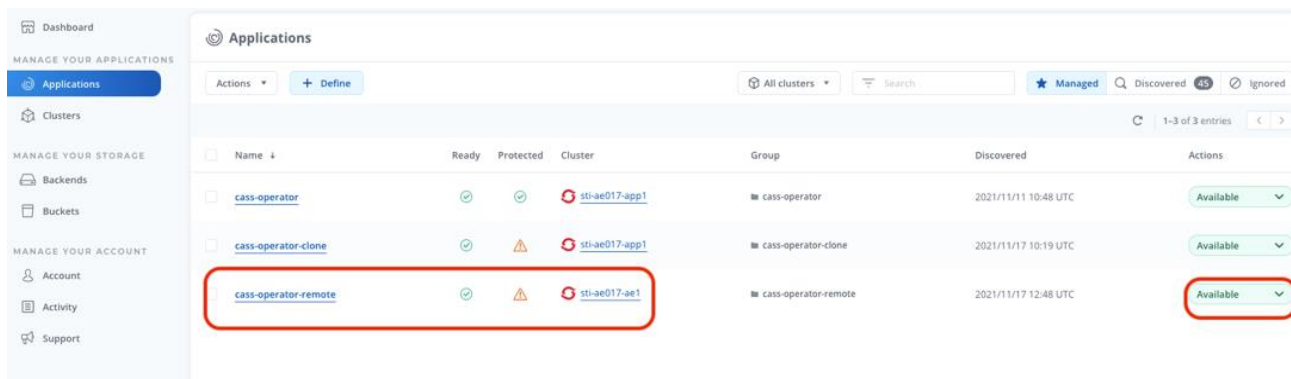 Dashboard
MANAGE YOUR APPLICATIONS
Applications
Clusters
MANAGE YOUR STORAGE
Backends
Buckets
MANAGE YOUR ACCOUNT
Account
Activity
Support
Applications
Actions + Define All clusters Search Managed Discovered 45 Ignored
1-3 of 3 entries < >
Name ↓ Ready Protected Cluster Group Discovered Actions
cass-operator sti-ae017-app1 cass-operator 2021/11/11 10:48 UTC Available
cass-operator-clone sti-ae017-app1 cass-operator-clone 2021/11/17 10:19 UTC Available
cass-operator-remote sti-ae017-ae1 cass-operator-remote 2021/11/17 12:48 UTC Available